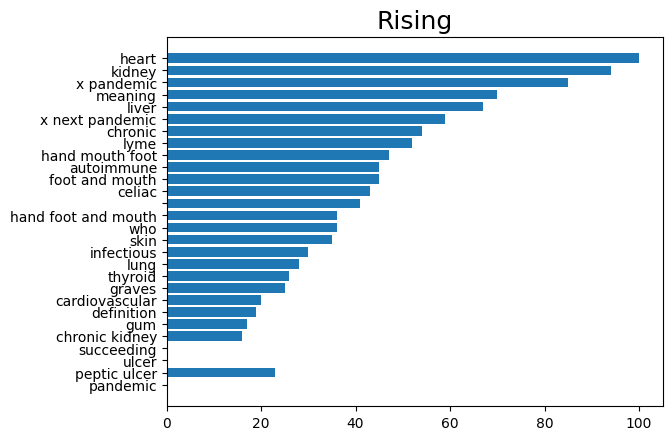 Rising
heart
kidney
x pandemic
meaning
liver
x next pandemic
chronic
lyme
hand mouth foot
autoimmune
foot and mouth
celiac
hand foot and mouth
who
skin
infectious
lung
thyroid
graves
cardiovascular
definition
gum
chronic kidney
succeeding
ulcer
peptic ulcer
pandemic
0 20 40 60 80 100